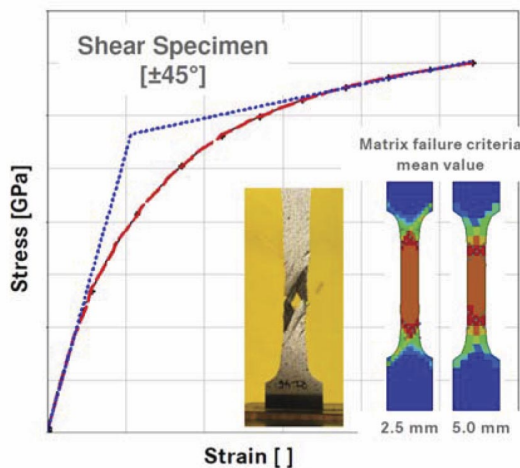 Shear Specimen
[±45°]
Stress [GPa]
Matrix failure criteria
mean value
2.5 mm
5.0 mm
Strain [ ]